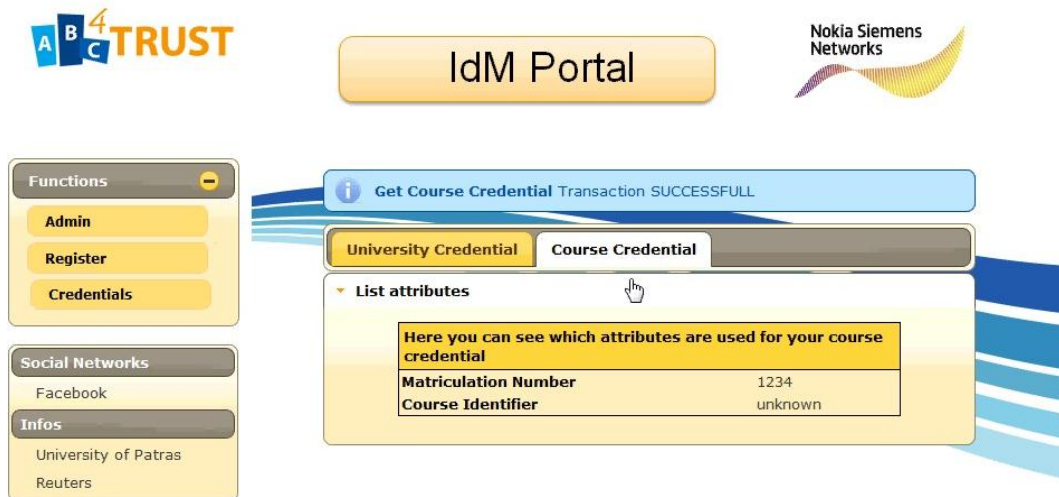 ABC4TRUST
IdM Portal
Nokia Siemens
Networks
Functions
Admin
Register
Credentials
Social Networks
Facebook
Infos
University of Patras
Reuters
Get Course Credential Transaction SUCCESSFULL
University Credential Course Credential
List attributes
Here you can see which attributes are used for your course
credential
Matriculation Number 1234
Course Identifier unknown